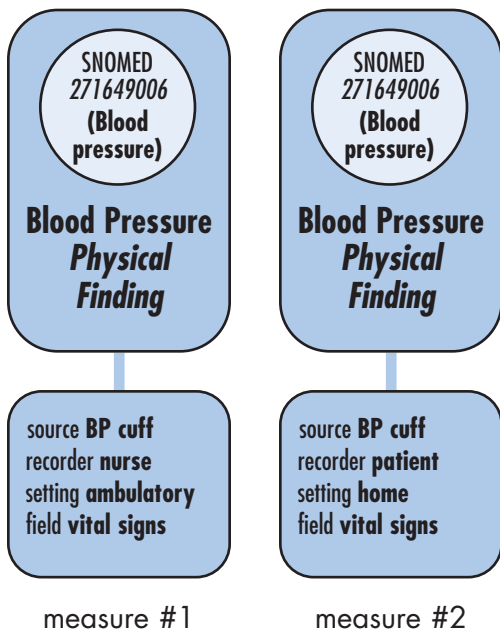 SNOMED
271649006
(Blood
pressure)
Blood Pressure
Physical
Finding
source BP cuff
recorder nurse
setting ambulatory
field vital signs
measure #1
SNOMED
271649006
(Blood
pressure)
Blood Pressure
Physical
Finding
source BP cuff
recorder patient
setting home
field vital signs
measure #2